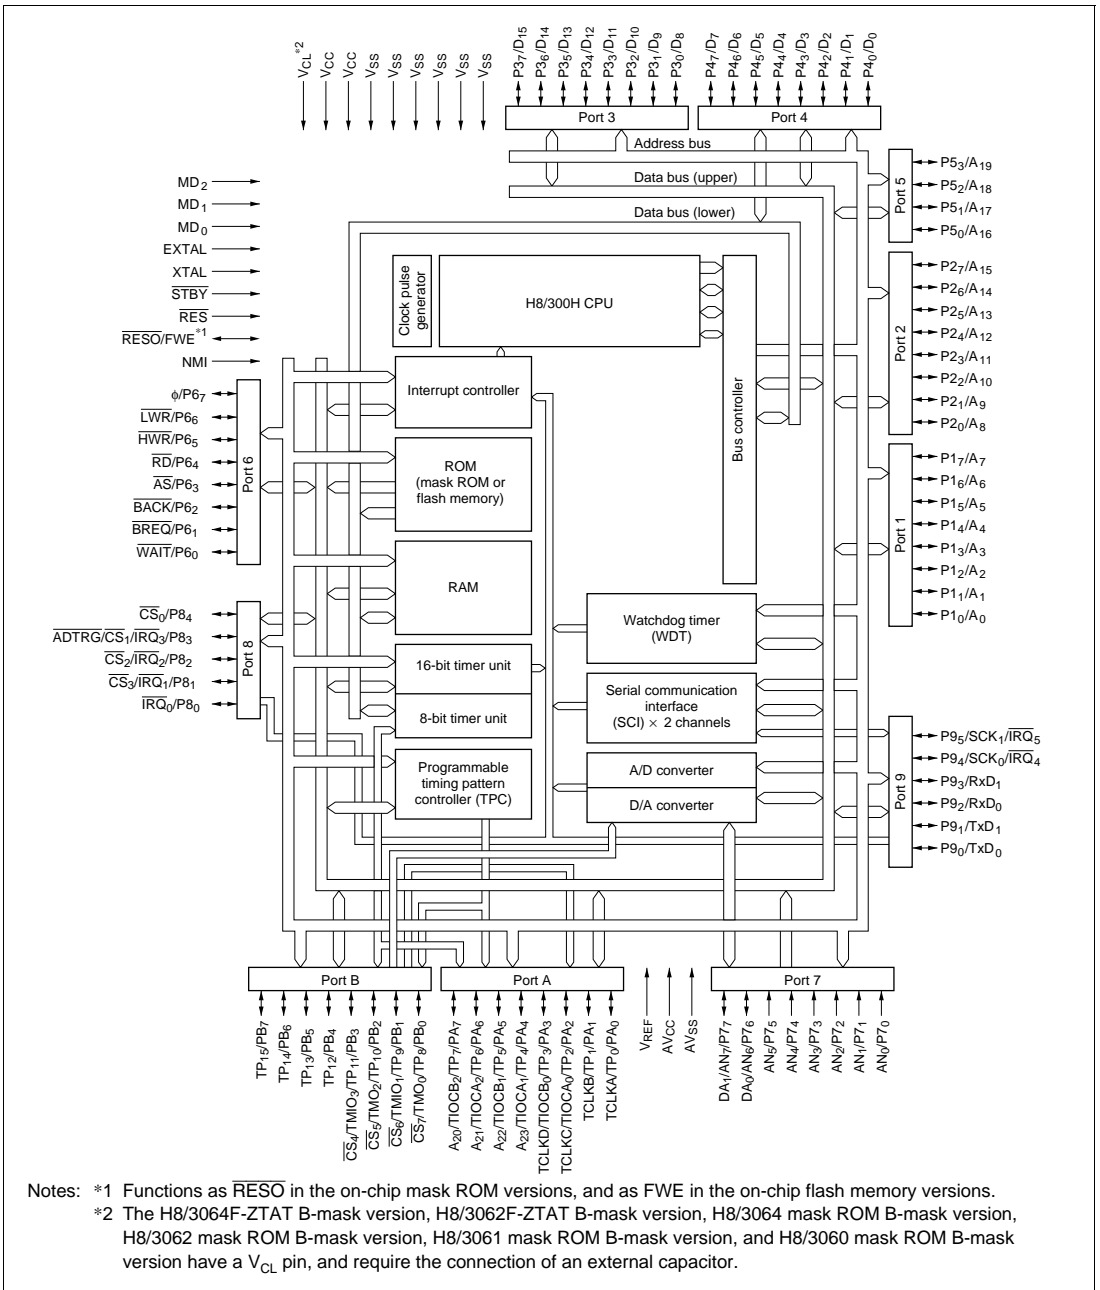 VCL*2
VCC
VCC
VSS
VSS
VSS
VSS
VSS
VSS
P37/D15
P36/D14
P35/D13
P34/D12
P33/D11
P32/D10
P31/D9
P30/D8
P47/D7
P46/D6
P45/D5
P44/D4
P43/D3
P42/D2
P41/D1
P40/D0
Port 3
Port 4
Address bus
Data bus (upper)
Data bus (lower)
P53/A19
P52/A18
P51/A17
P50/A16
Port 5
MD2
MD1
MD0
EXTAL
XTAL
STBY
RES
RESO/FWE*1
NMI
Clock pulse
generator
H8/300H CPU
Bus controller
P27/A15
P26/A14
P25/A13
P24/A12
P23/A11
P22/A10
P21/A9
P20/A8
Port 2
Interrupt controller
φ/P67
LWR/P66
HWR/P65
RD/P64
AS/P63
BACK/P62
BREQ/P61
WAIT/P60
Port 6
ROM
(mask ROM or
flash memory)
RAM
P17/A7
P16/A6
P15/A5
P14/A4
P13/A3
P12/A2
P11/A1
P10/A0
Port 1
CS0/P84
ADTRG/CS1/IRQ3/P83
CS2/IRQ2/P82
CS3/IRQ1/P81
IRQ0/P80
Port 8
Watchdog timer
(WDT)
16-bit timer unit
8-bit timer unit
Serial communication
interface
(SCI) × 2 channels
Programmable
timing pattern
controller (TPC)
A/D converter
D/A converter
Port 9
P95/SCK1/IRQ5
P94/SCK0/IRQ4
P93/RxD1
P92/RxD0
P91/TxD1
P90/TxD0
Port B
Port A
Port 7
TP15/PB7
TP14/PB6
TP13/PB5
TP12/PB4
CS4/TMIO3/TP11/PB3
CS5/TMO2/TP10/PB2
CS6/TMIO1/TP9/PB1
CS7/TMO0/TP8/PB0
A20/TIOCB2/TP7/PA7
A21/TIOCA2/TP6/PA6
A22/TIOCB1/TP5/PA5
A23/TIOCA1/TP4/PA4
TCLKD/TIOCB0/TP3/PA3
TCLKC/TIOCA0/TP2/PA2
TCLKB/TP1/PA1
TCLKA/TP0/PA0
VREF
AVCC
AVSS
DA1/AN7/P77
DA0/AN6/P76
AN5/P75
AN4/P74
AN3/P73
AN2/P72
AN1/P71
AN0/P70
Notes: *1 Functions as RESO in the on-chip mask ROM versions, and as FWE in the on-chip flash memory versions.
*2 The H8/3064F-ZTAT B-mask version, H8/3062F-ZTAT B-mask version, H8/3064 mask ROM B-mask version,
H8/3062 mask ROM B-mask version, H8/3061 mask ROM B-mask version, and H8/3060 mask ROM B-mask
version have a VCL pin, and require the connection of an external capacitor.